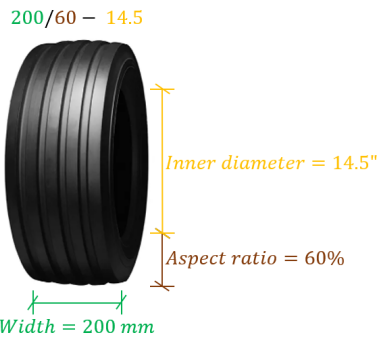 200/60 − 14.5
Inner diameter = 14.5"
Aspect ratio = 60%
Width = 200 mm